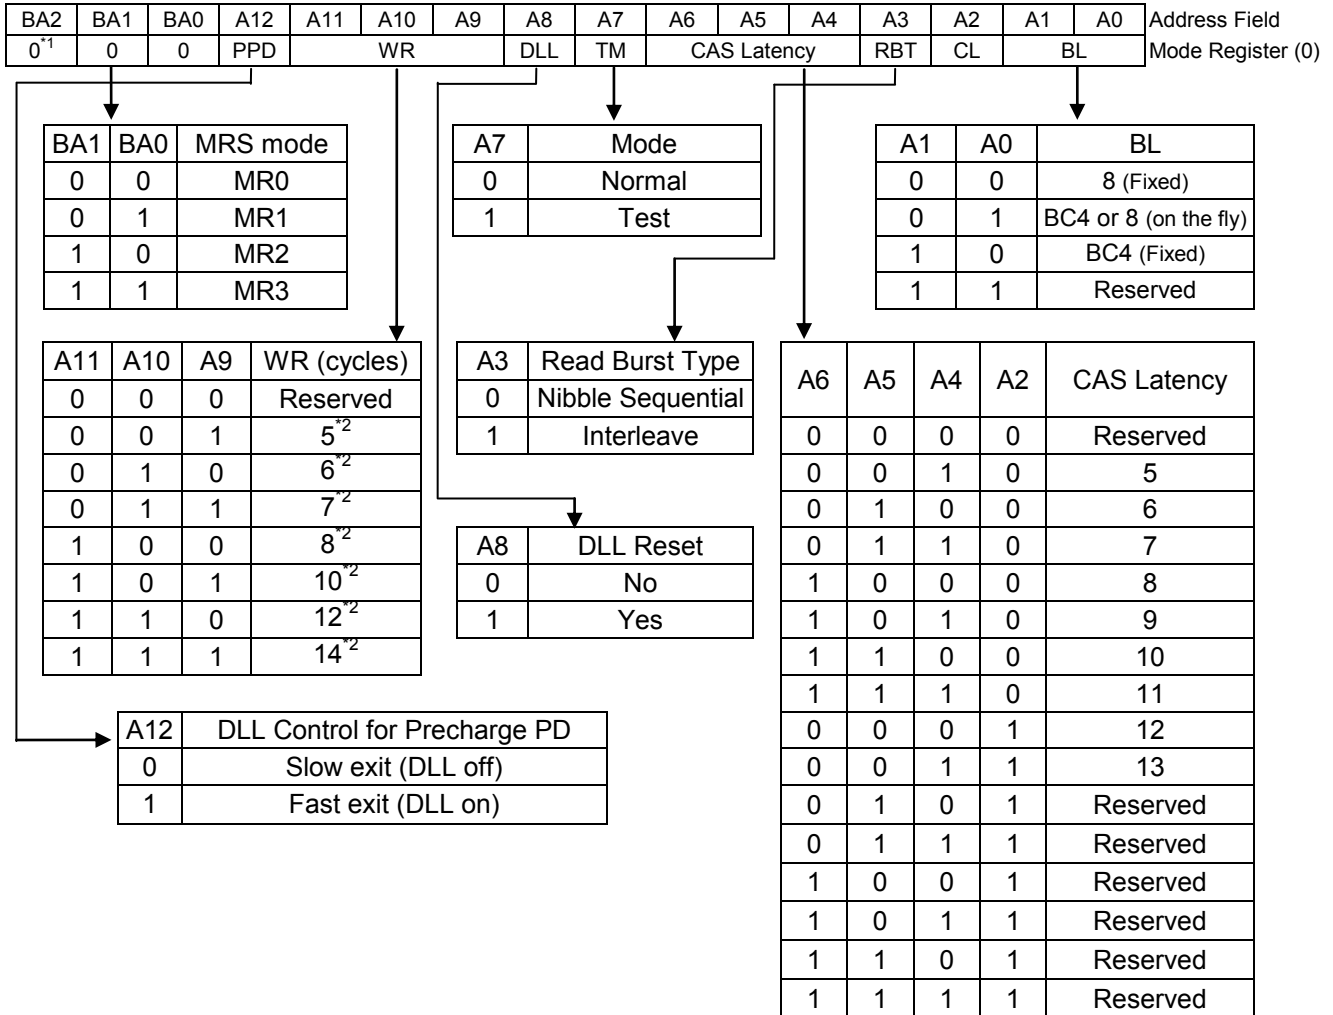 BA2 BA1 BA0 A12 A11 A10 A9 A8 A7 A6 A5 A4 A3 A2 A1 A0 Address Field
0*1 0 0 PPD WR DLL TM CAS Latency RBT CL BL Mode Register (0)
BA1 BA0 MRS mode
0 0 MR0
0 1 MR1
1 0 MR2
1 1 MR3
A7 Mode
0 Normal
1 Test
A1 A0 BL
0 0 8 (Fixed)
0 1 BC4 or 8 (on the fly)
1 0 BC4 (Fixed)
1 1 Reserved
A11 A10 A9 WR (cycles)
0 0 0 Reserved
0 0 1 5*2
0 1 0 6*2
0 1 1 7*2
1 0 0 8*2
1 0 1 10*2
1 1 0 12*2
1 1 1 14*2
A3 Read Burst Type
0 Nibble Sequential
1 Interleave
A8 DLL Reset
0 No
1 Yes
A6 A5 A4 A2 CAS Latency
0 0 0 0 Reserved
0 0 1 0 5
0 1 0 0 6
0 1 1 0 7
1 0 0 0 8
1 0 1 0 9
1 1 0 0 10
1 1 1 0 11
0 0 0 1 12
0 0 1 1 13
0 1 0 1 Reserved
0 1 1 1 Reserved
1 0 0 1 Reserved
1 0 1 1 Reserved
1 1 0 1 Reserved
1 1 1 1 Reserved
A12 DLL Control for Precharge PD
0 Slow exit (DLL off)
1 Fast exit (DLL on)